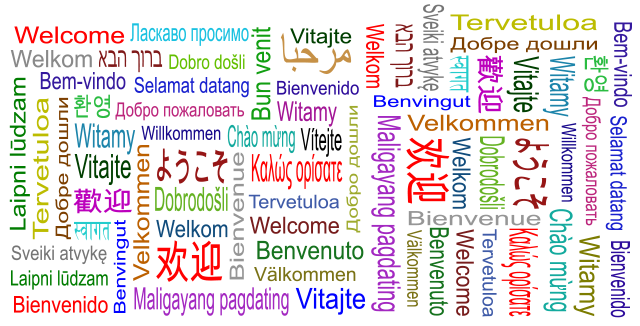 Welcome
Ласкаво просимо
Welkom
ברוך הבא
Dobro došli
Bun venit
Vitajte
مرحبا
Bem-vindo
Selamat datang
Bienvenido
Laipni lūdzam
Tervetuloa
Добре дошли
환영
Добро пожаловать
Witamy
Witamy
Willkommen
Chào mừng
Vítejte
Добре дошли
Vitajte
Velkommen
ようこそ
Καλώς ορίσατε
歡迎
Dobrodošli
Bienvenue
Tervetuloa
स्वागत
Benvingut
Welkom
Welcome
Sveiki atvykę
欢迎
Benvenuto
Laipni lūdzam
Välkommen
Bienvenido
Maligayang pagdating
Vitajte
Welkom
ברוך הבא
Sveiki atvykę
Tervetuloa
Добре дошли
स्वागत
歡迎
Vitajte
Witamy
환영
Bem-vindo
Benvingut
Velkommen
Добро пожаловать
Selamat datang
Maligayang pagdating
欢迎
Welkom
Dobrodošli
ようこそ
Willkommen
Bienvenue
Chào mừng
Väkommen
Benvenuto
Welcome
Tervetuloa
Καλώς ορίσατε
Witamy
Bienvenido